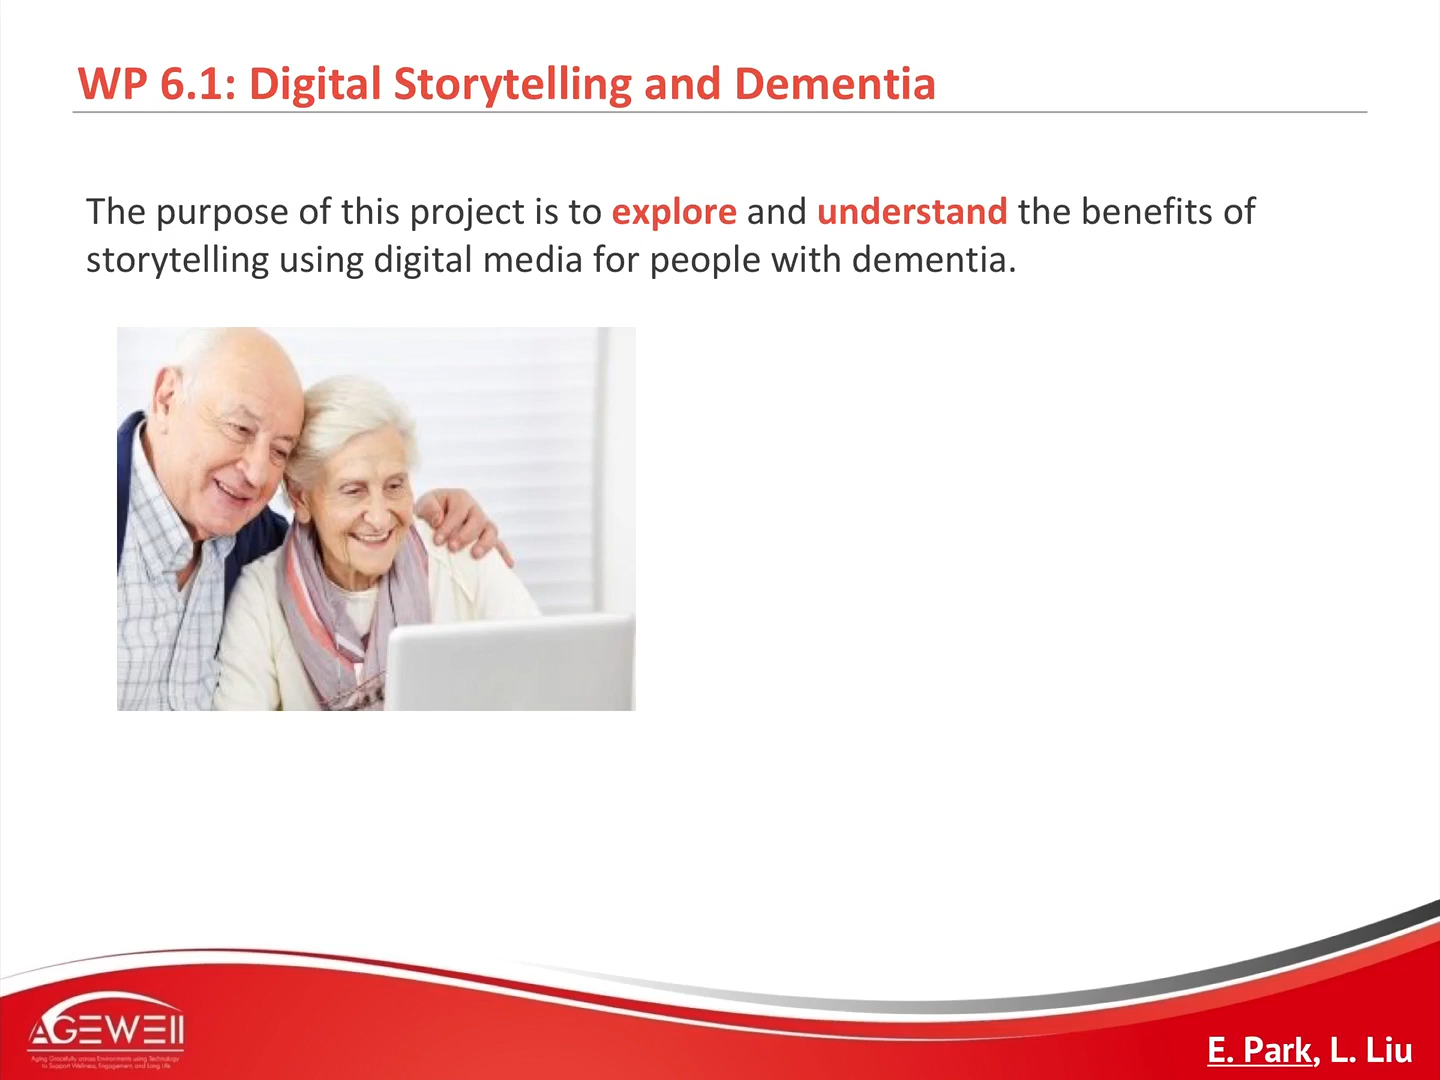 WP 6.1: Digital Storytelling and Dementia
The purpose of this project is to explore and understand the benefits of
storytelling using digital media for people with dementia.
AGEWEll
Aging Gracefully across Environments using Technology
to Support Wellness, Engagement, and Long Life
E. Park, L. Liu